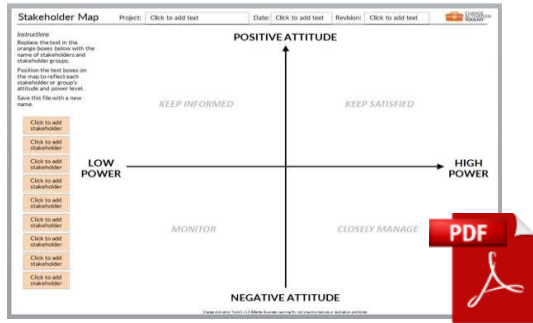 Stakeholder Map
Project: Click to add text
Date: Click to add text
Revision: Click to add text
CHANGE
ACTIVATION
TOOLKIT
Instructions
Replace the text in the
orange boxes below with the
name of stakeholders and
stakeholder groups.
Position the text boxes on
the map to reflect each
stakeholder or group's
attitude and power level.
Save this file with a new
name.
Click to add
stakeholder
Click to add
stakeholder
Click to add
stakeholder
Click to add
stakeholder
Click to add
stakeholder
Click to add
stakeholder
Click to add
stakeholder
Click to add
stakeholder
Click to add
stakeholder
POSITIVE ATTITUDE
KEEP INFORMED
KEEP SATISFIED
LOW
POWER
HIGH
POWER
MONITOR
CLOSELY MANAGE
NEGATIVE ATTITUDE
PDF